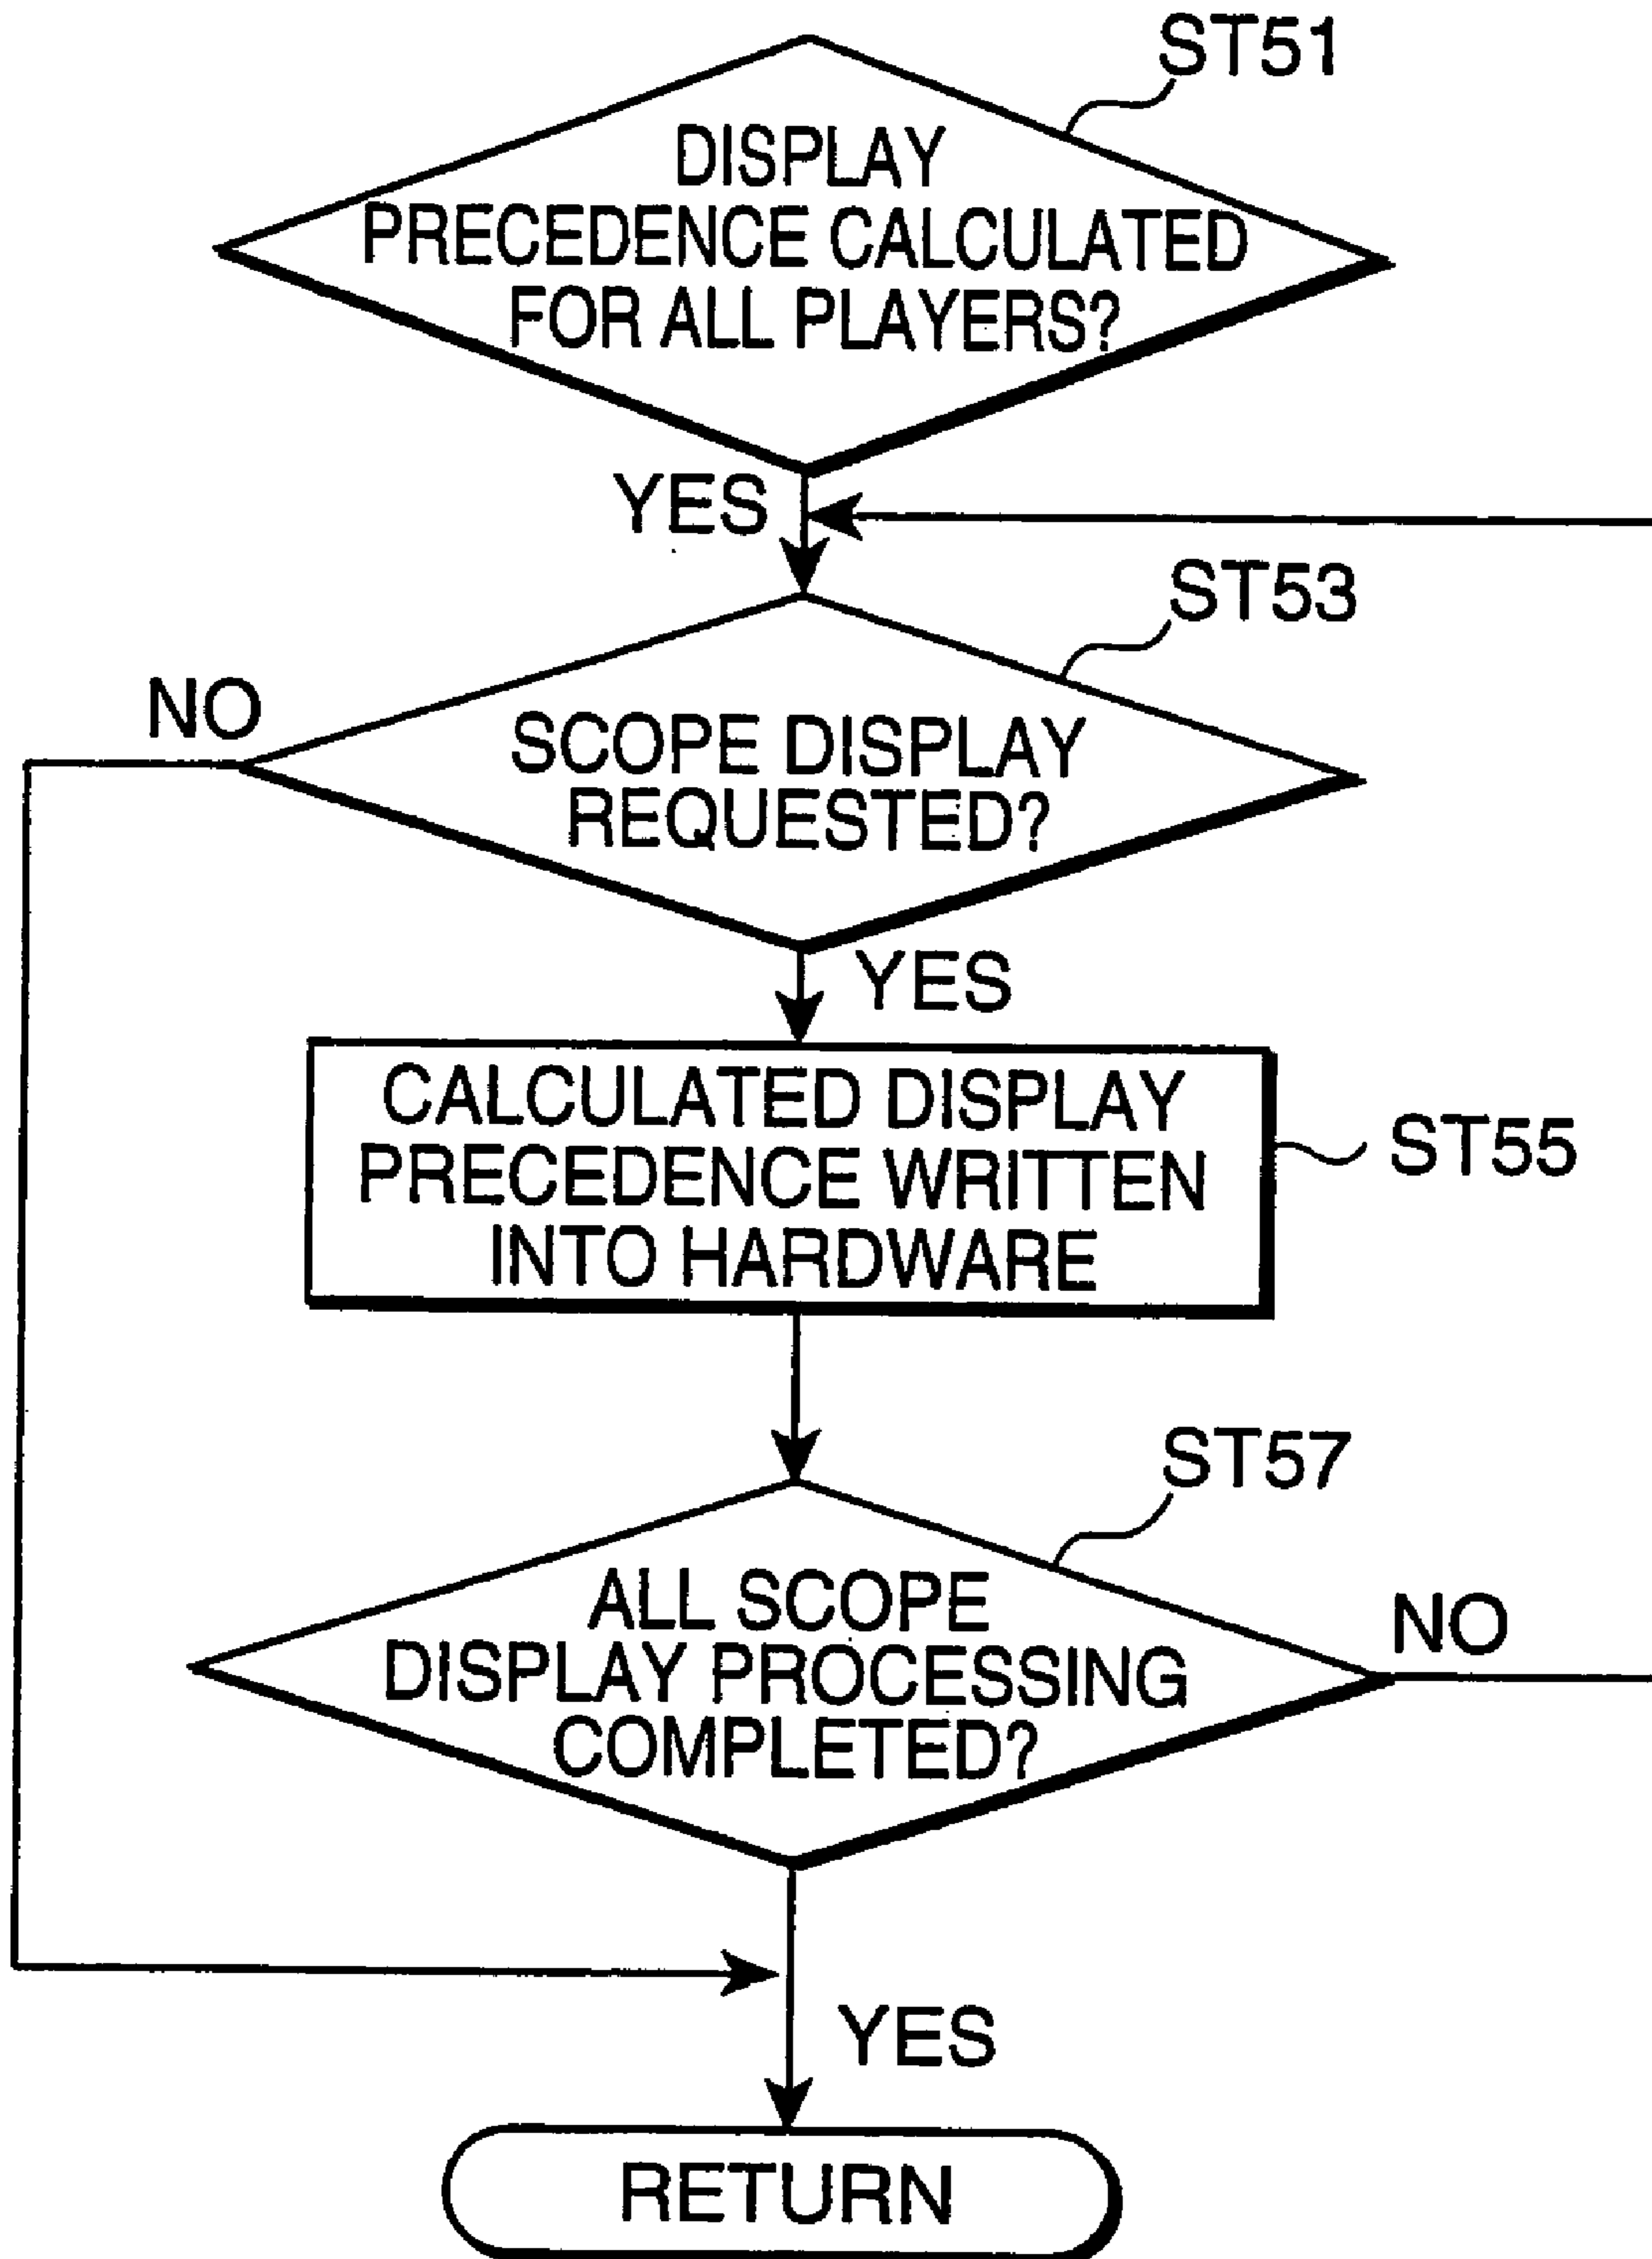 ST51
DISPLAY
PRECEDENCE CALCULATED
FOR ALL PLAYERS?
YES
ST53
NO
SCOPE DISPLAY
REQUESTED?
YES
CALCULATED DISPLAY
PRECEDENCE WRITTEN
INTO HARDWARE
ST55
ST57
ALL SCOPE
DISPLAY PROCESSING
COMPLETED?
NO
YES
RETURN